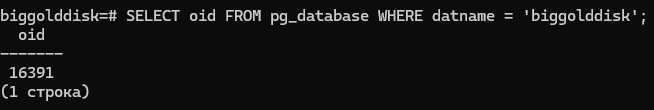 biggolddisk=# SELECT oid FROM pg_database WHERE datname = 'biggolddisk';
  oid
-------
 16391
(1 строка)